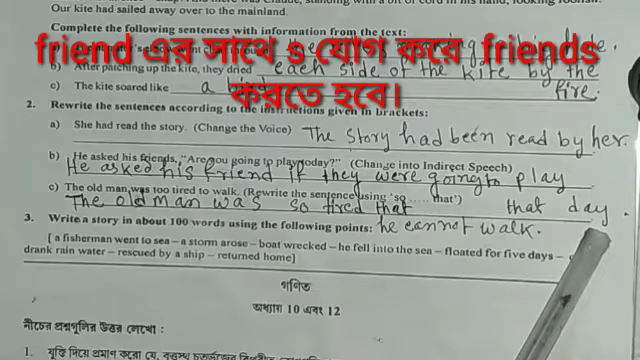 Our kite had sailed away over to the mainland.
Complete the following sentences with information from the text:
friend এর সাথে s যোগ করে friends
করতে হবে।
b) After patching up the kite, they dried each side of the kite by the
fire.
c) The kite soared like a bird
2. Rewrite the sentences according to the instructions given in brackets:
a) She had read the story. (Change the Voice) The story had been read by her.
b) He asked his friends, "Are you going to play today?" (Change into Indirect Speech)
He asked his friend if they were going to play
that day.
c) The old man was too tired to walk. (Rewrite the sentence using 'so ...... that')
The old man was so tired that
he cannot walk.
3. Write a story in about 100 words using the following points:
[a fisherman went to sea – a storm arose – boat wrecked – he fell into the sea – floated for five days –
drank rain water – rescued by a ship – returned home]
গণিত
অধ্যায় 10 এবং 12
নীচের প্রশ্নগুলির উত্তর লেখো :
1. যুক্তি দিয়ে প্রমাণ করো যে,